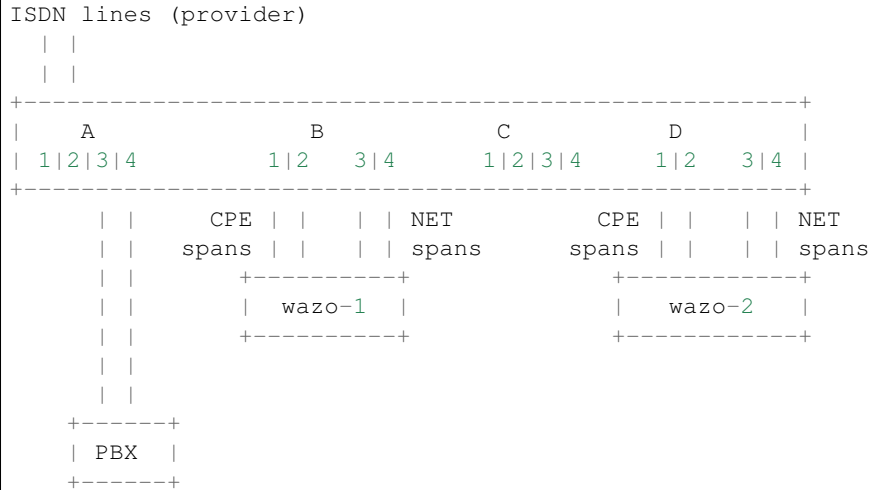 ISDN lines (provider)
A B C D
1|2|3|4 1|2 3|4 1|2|3|4 1|2 3|4
CPE NET CPE NET
spans spans spans spans
wazo-1 wazo-2
PBX